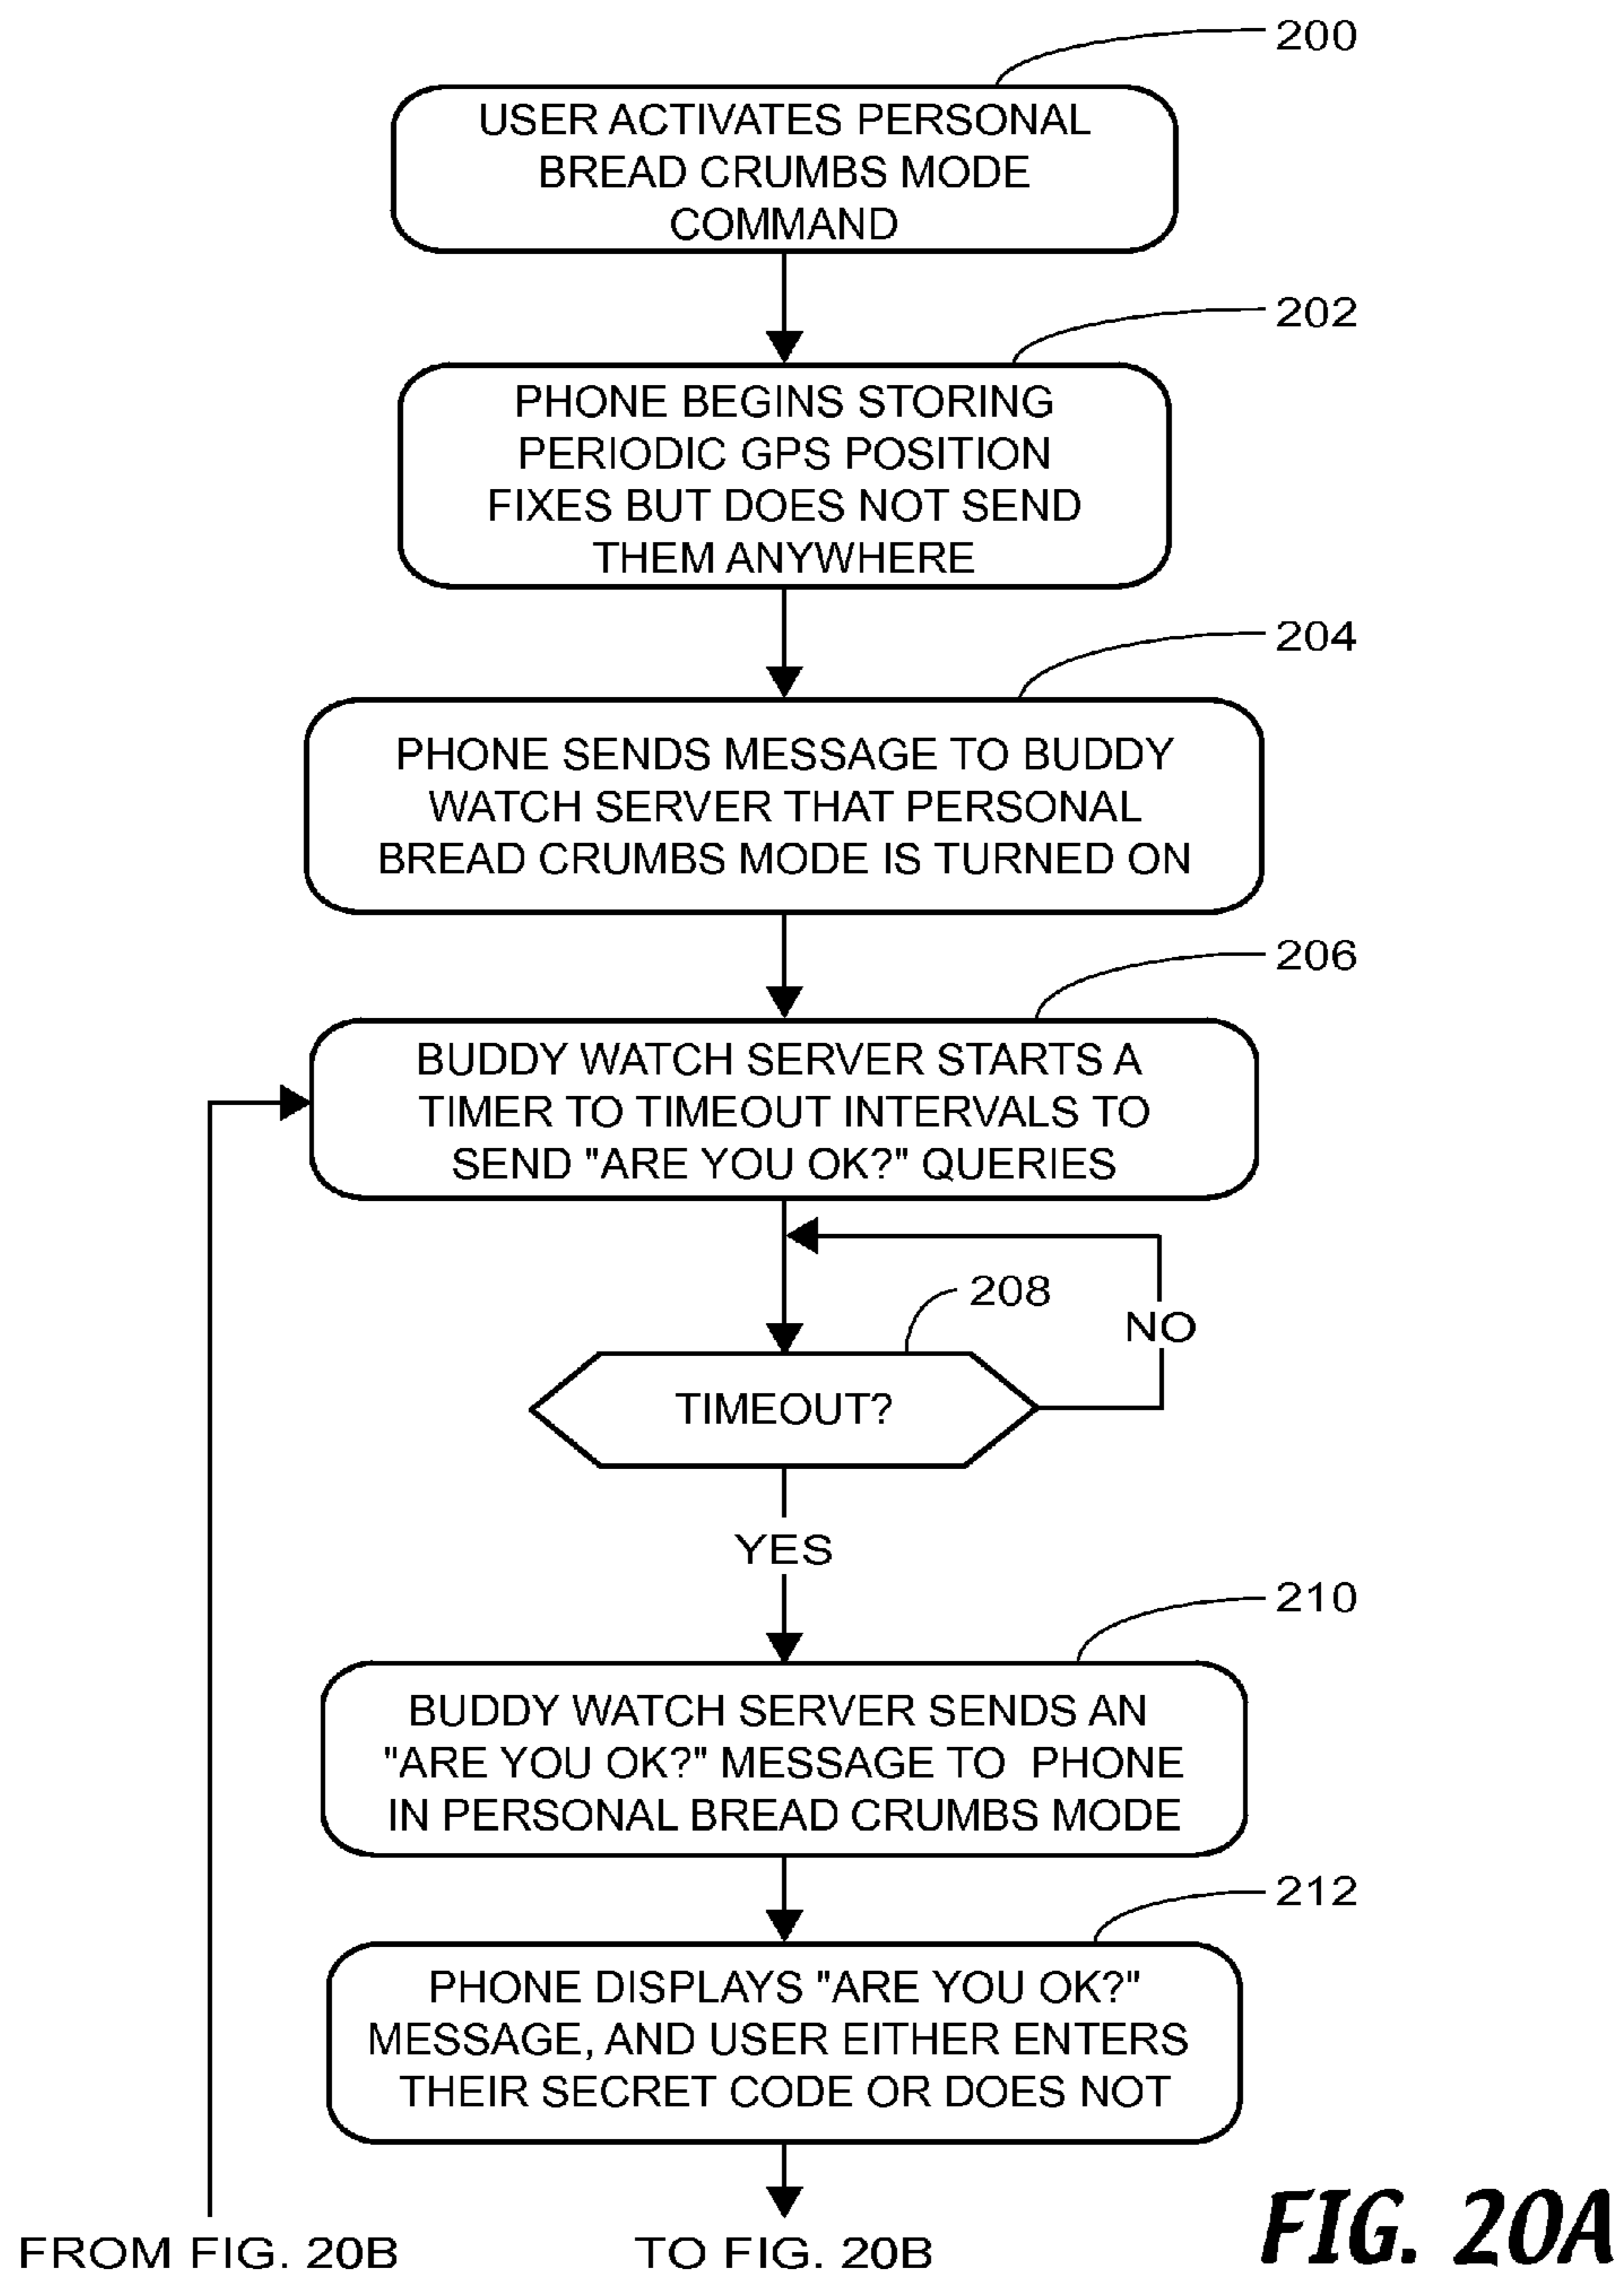 200
USER ACTIVATES PERSONAL
BREAD CRUMBS MODE
COMMAND
202
PHONE BEGINS STORING
PERIODIC GPS POSITION
FIXES BUT DOES NOT SEND
THEM ANYWHERE
204
PHONE SENDS MESSAGE TO BUDDY
WATCH SERVER THAT PERSONAL
BREAD CRUMBS MODE IS TURNED ON
206
BUDDY WATCH SERVER STARTS A
TIMER TO TIMEOUT INTERVALS TO
SEND "ARE YOU OK?" QUERIES
208
NO
TIMEOUT?
YES
210
BUDDY WATCH SERVER SENDS AN
"ARE YOU OK?" MESSAGE TO PHONE
IN PERSONAL BREAD CRUMBS MODE
212
PHONE DISPLAYS "ARE YOU OK?"
MESSAGE, AND USER EITHER ENTERS
THEIR SECRET CODE OR DOES NOT
FROM FIG. 20B
TO FIG. 20B
FIG. 20A